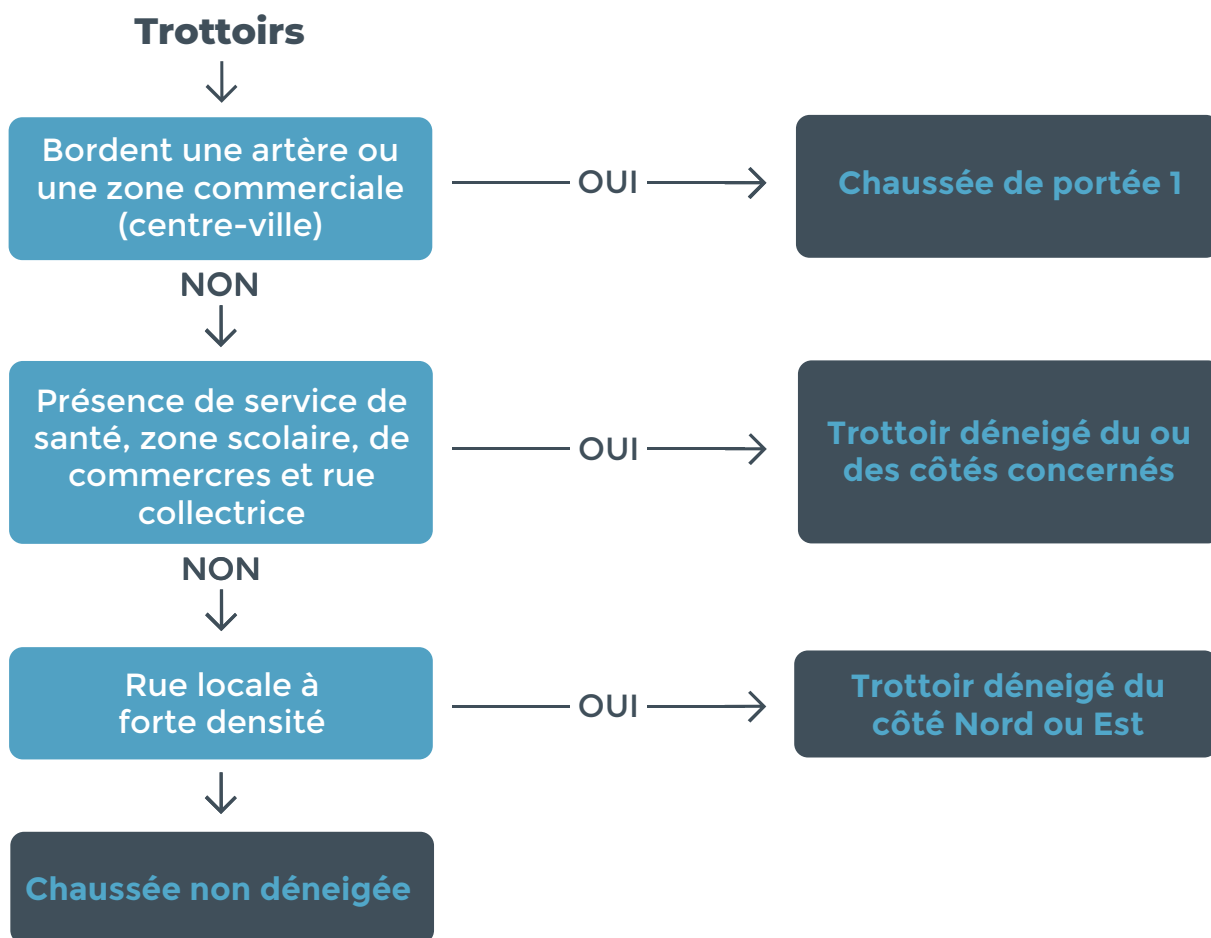 Trottoirs
Bordent une artère ou
une zone commerciale
(centre-ville)
OUI
Chaussée de portée 1
NON
Présence de service de
santé, zone scolaire, de
commercres et rue
collectrice
OUI
Trottoir déneigé du ou
des côtés concernés
NON
Rue locale à
forte densité
OUI
Trottoir déneigé du
côté Nord ou Est
Chaussée non déneigée